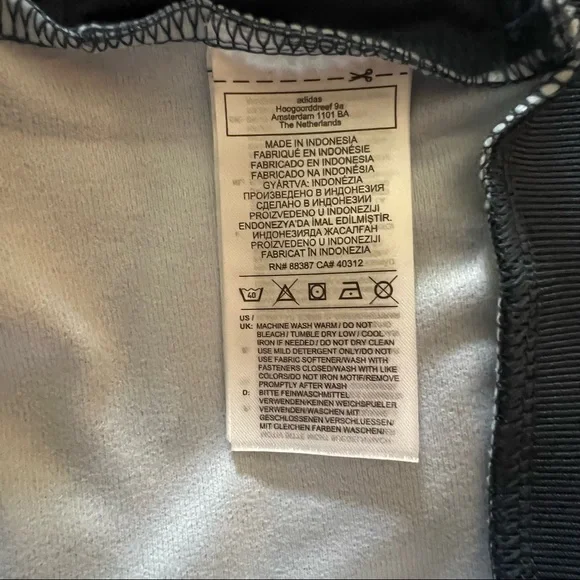 adidas
Hoogoorddreef 9a
Amsterdam 1101 BA
The Netherlands
MADE IN INDONESIA
FABRIQUÉ EN INDONÉSIE
FABRICADO EN INDONESIA
FABRICADO NA INDONÉSIA
GYÁRTVA: INDONÉZIA
ПРОИЗВЕДЕНО В ИНДОНЕЗИЯ
СДЕЛАНО В ИНДОНЕЗИИ
PROIZVEDENO U INDONEZIJI
ENDONEZYA'DA İMAL EDİLMİŞTİR.
ИНДОНЕЗИЯДА ЖАСАЛҒАН
PROIZVEDENO U INDONEZIJI
FABRICAT ÎN INDONEZIA
RN# 88387 CA# 40312
40
US /
UK: MACHINE WASH WARM / DO NOT
BLEACH / TUMBLE DRY LOW / COOL
IRON IF NEEDED / DO NOT DRY CLEAN
USE MILD DETERGENT ONLY/DO NOT
USE FABRIC SOFTENER/WASH WITH
FASTENERS CLOSED/WASH WITH LIKE
COLORS/DO NOT IRON MOTIF/REMOVE
PROMPTLY AFTER WASH
D: BITTE FEINWASCHMITTEL
VERWENDEN/KEINEN WEICHSPUELER
VERWENDEN/WASCHEN MIT
GESCHLOSSENEN VERSCHLUESSEN/
MIT GLEICHEN FARBEN WASCHEN/